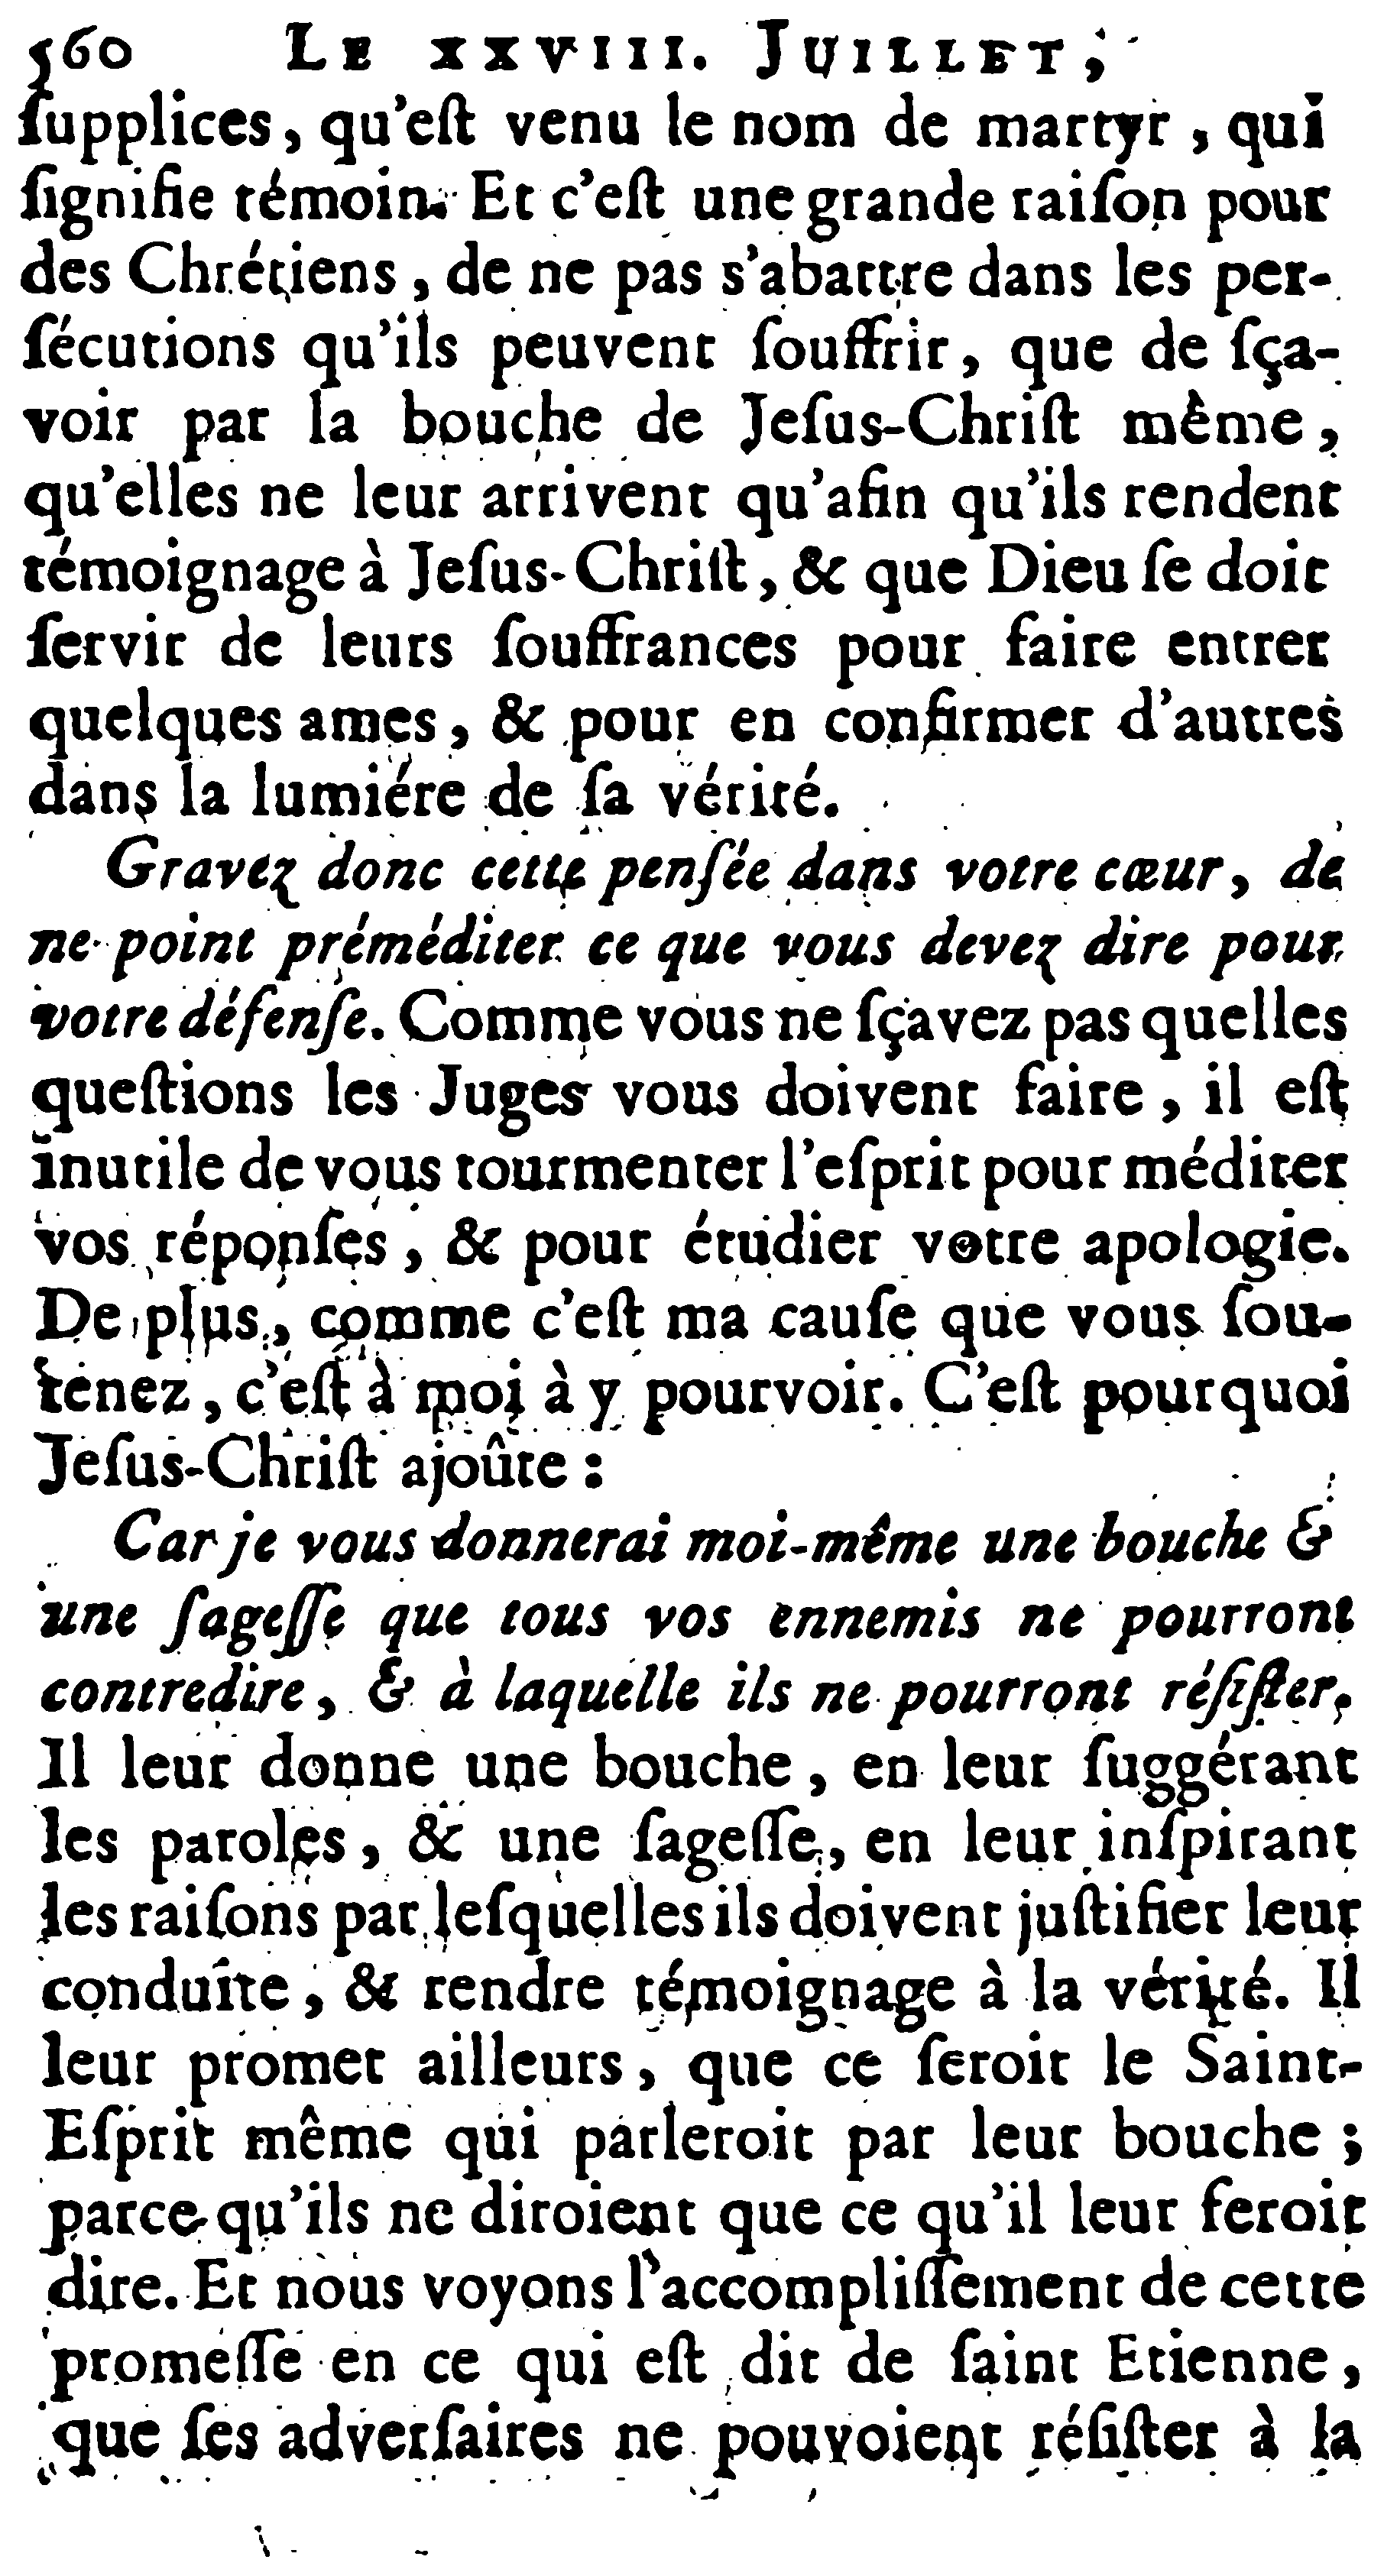 560 LE XXVIII. JUILLET,
ſupplices, qu'eſt venu le nom de martyr, qui
ſignifie témoin. Et c'eſt une grande raiſon pour
des Chrétiens, de ne pas s'abattre dans les per-
ſécutions qu'ils peuvent ſouffrir, que de ſça-
voir par la bouche de Jeſus-Chriſt même,
qu'elles ne leur arrivent qu'afin qu'ils rendent
témoignage à Jeſus-Chriſt, & que Dieu ſe doit
ſervir de leurs ſouffrances pour faire entrer
quelques ames, & pour en confirmer d'autres
dans la lumiére de ſa vérité.
Gravez donc cette penſée dans votre cœur, de
ne point préméditer ce que vous devez dire pour
votre défenſe. Comme vous ne ſçavez pas quelles
queſtions les Juges vous doivent faire, il eſt
inutile de vous tourmenter l'eſprit pour méditer
vos réponſes, & pour étudier votre apologie.
De plus, comme c'eſt ma cauſe que vous ſou-
tenez, c'eſt à moi à y pourvoir. C'eſt pourquoi
Jeſus-Chriſt ajoûte :
Car je vous donnerai moi-même une bouche &
une ſageſſe que tous vos ennemis ne pourront
contredire, & à laquelle ils ne pourront réſiſter.
Il leur donne une bouche, en leur ſuggérant
les paroles, & une ſageſſe, en leur inſpirant
les raiſons par leſquelles ils doivent juſtifier leur
conduite, & rendre témoignage à la vérité. Il
leur promet ailleurs, que ce ſeroit le Saint-
Eſprit même qui parleroit par leur bouche ;
parce qu'ils ne diroient que ce qu'il leur feroit
dire. Et nous voyons l'accompliſſement de cette
promeſſe en ce qui eſt dit de ſaint Etienne,
que ſes adverſaires ne pouvoient réſiſter à la